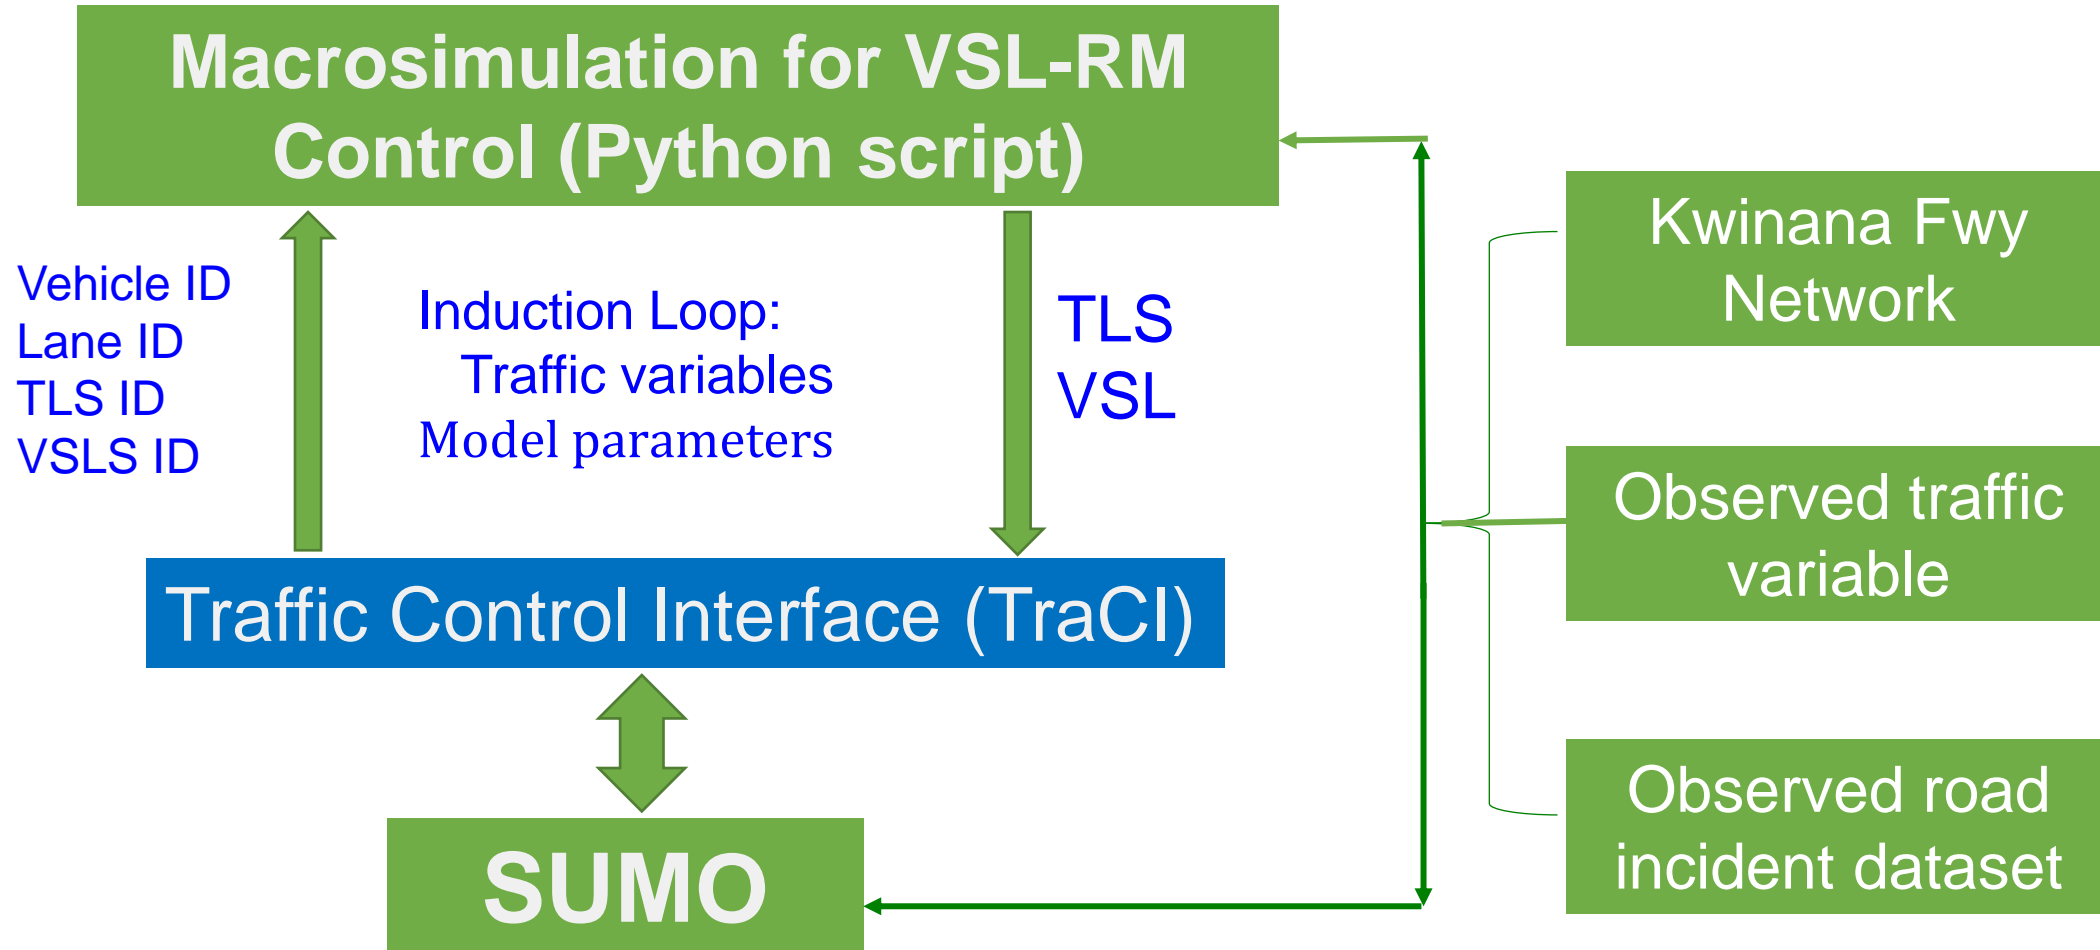 Macrosimulation for VSL-RM
Control (Python script)
Vehicle ID
Lane ID
TLS ID
VSLS ID
Induction Loop:
Traffic variables
Model parameters
TLS
VSL
Traffic Control Interface (TraCI)
SUMO
Kwinana Fwy
Network
Observed traffic
variable
Observed road
incident dataset